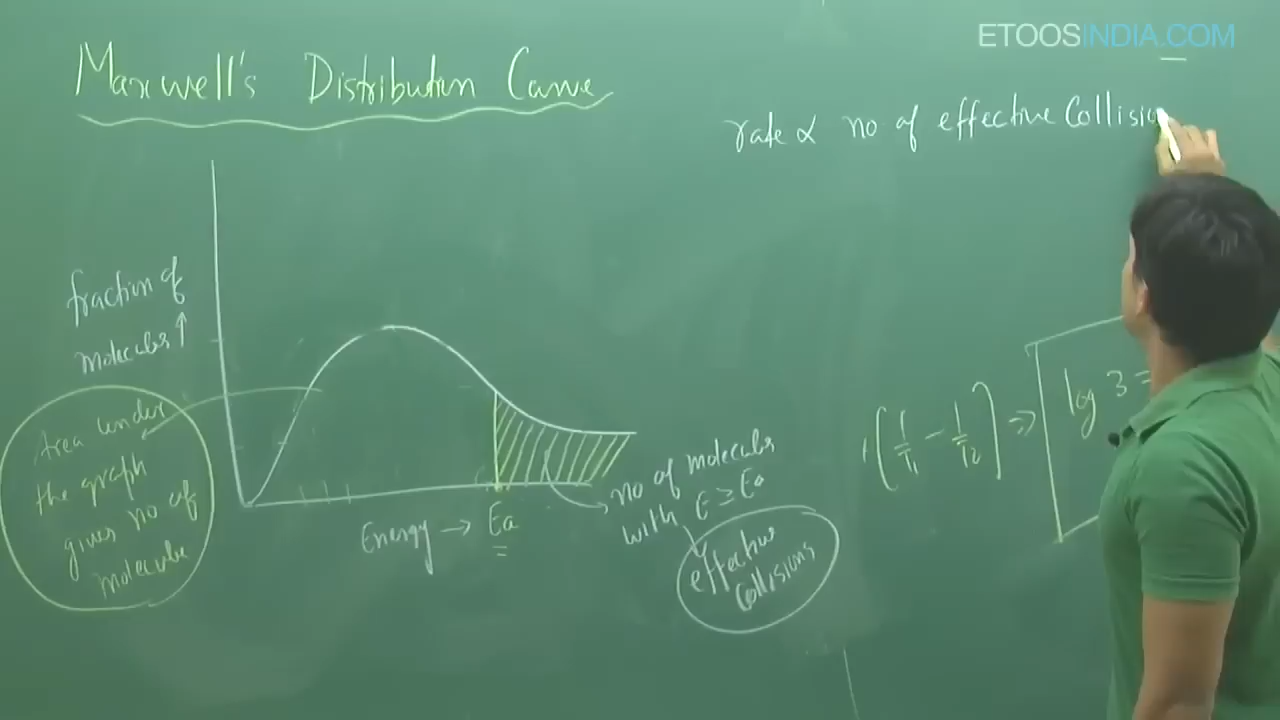 ETOOSINDIA.COM
Maxwell's Distribution Curve
rate ∝ no of effective Collisio
fraction of
molecules ↑
Area under
the graph
gives no of
molecule
Energy → Ea
no of molecules
with E ≥ Ea
effective
collisions
[1/T1 - 1/T2] ⇒ log 3 =